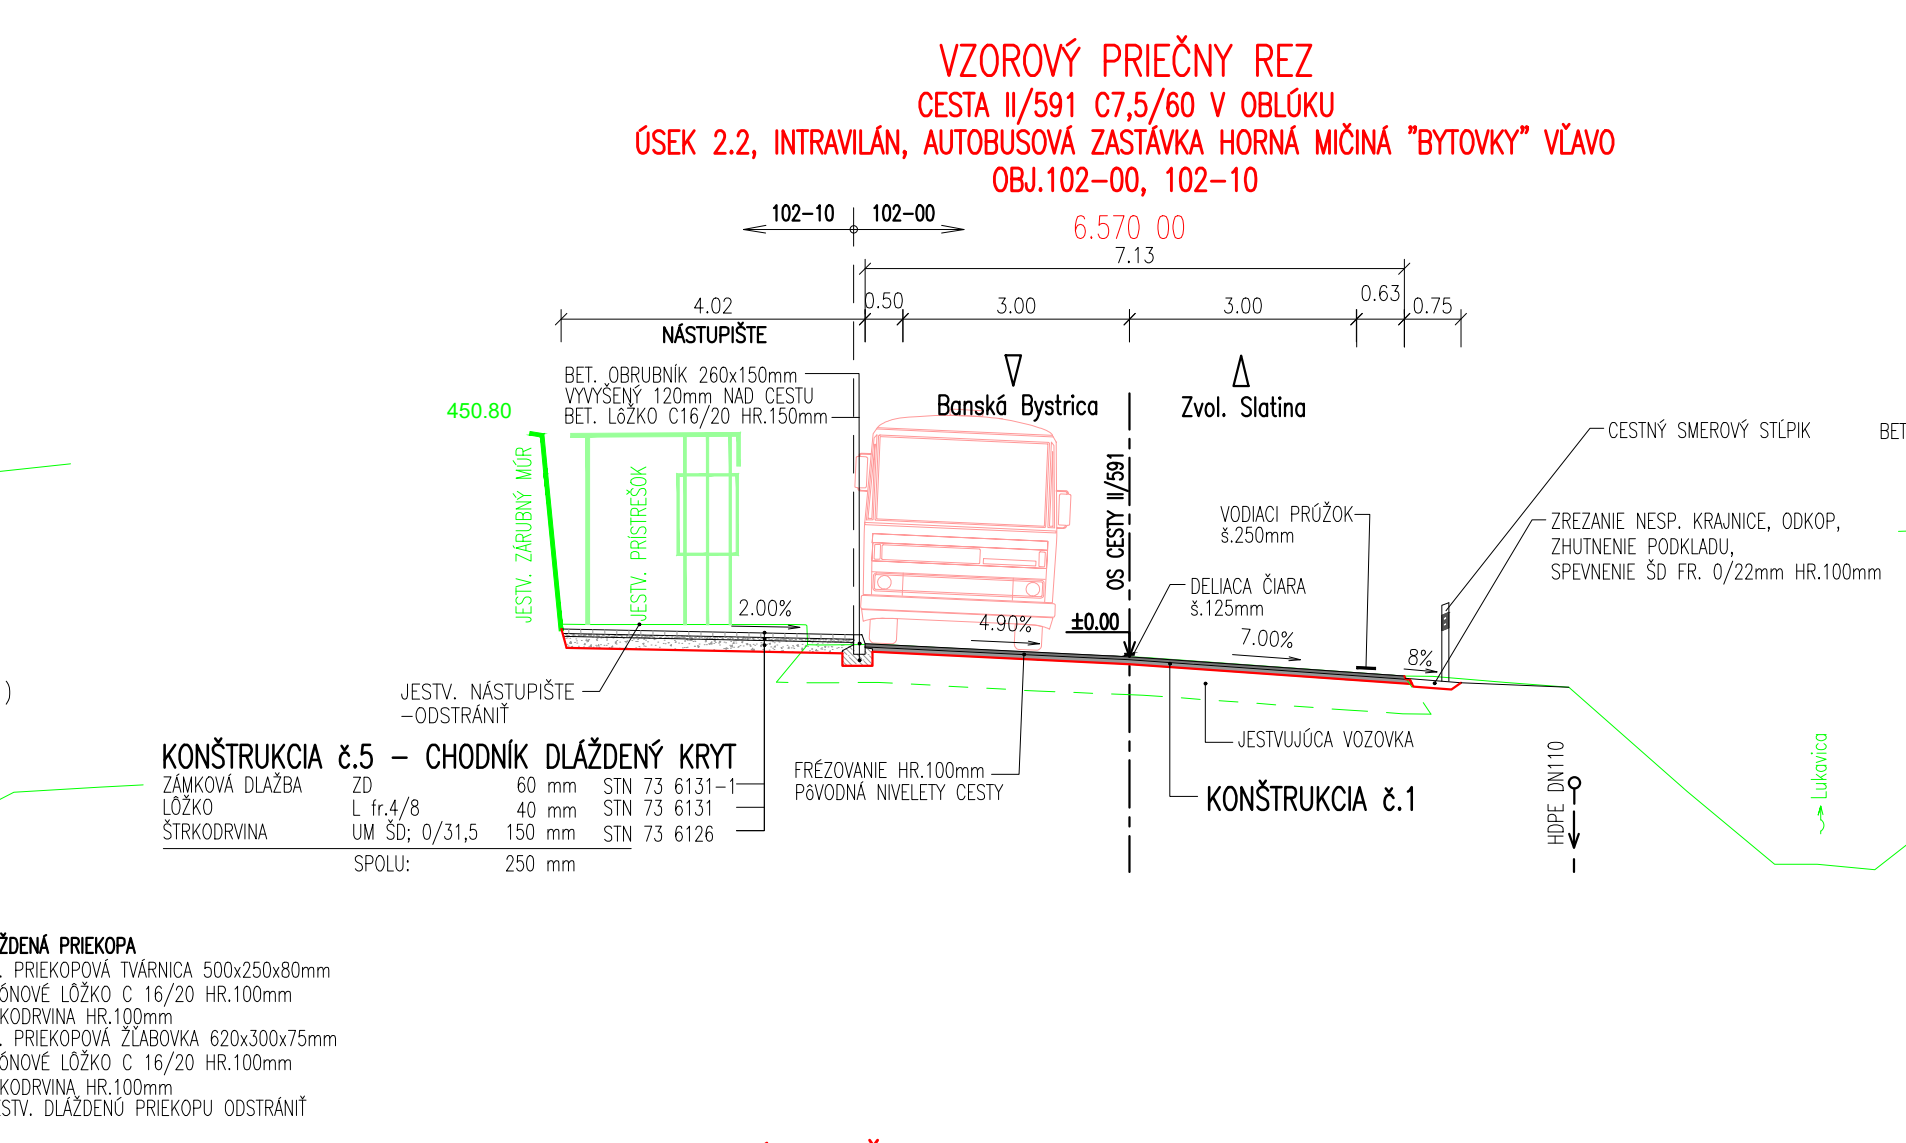 VZOROVÝ PRIEČNY REZ
CESTA II/591 C7,5/60 V OBLÚKU
ÚSEK 2.2, INTRAVILÁN, AUTOBUSOVÁ ZASTÁVKA HORNÁ MIČINÁ "BYTOVKY" VĽAVO
OBJ.102-00, 102-10
102-10 102-00
6.570 00
7.13
4.02 0.50 3.00 3.00 0.63 0.75
NÁSTUPIŠTE
BET. OBRUBNÍK 260x150mm
VYVYŠENÝ 120mm NAD CESTU
BET. LôŽKO C16/20 HR.150mm
Banská Bystrica
Zvol. Slatina
450.80
JESTV. ZÁRUBNÝ MÚR
JESTV. PRÍSTREŠOK
OS CESTY II/591
CESTNÝ SMEROVÝ STĹPIK
BET
VODIACI PRÚŽOK
š.250mm
ZREZANIE NESP. KRAJNICE, ODKOP,
ZHUTNENIE PODKLADU,
SPEVNENIE ŠD FR. 0/22mm HR.100mm
DELIACA ČIARA
š.125mm
2.00%
4.90%
±0.00
7.00%
8%
)
JESTV. NÁSTUPIŠTE
-ODSTRÁNIŤ
JESTVUJÚCA VOZOVKA
FRÉZOVANIE HR.100mm
PôVODNÁ NIVELETY CESTY
KONŠTRUKCIA č.1
HDPE DN110
Lukavica
KONŠTRUKCIA č.5 - CHODNÍK DLÁŽDENÝ KRYT
ZÁMKOVÁ DLAŽBA ZD 60 mm STN 73 6131-1
LÔŽKO L fr.4/8 40 mm STN 73 6131
ŠTRKODRVINA UM ŠD; 0/31,5 150 mm STN 73 6126
SPOLU: 250 mm
ŽDENÁ PRIEKOPA
. PRIEKOPOVÁ TVÁRNICA 500x250x80mm
ÓNOVÉ LÔŽKO C 16/20 HR.100mm
KODRVINA HR.100mm
. PRIEKOPOVÁ ŽĽABOVKA 620x300x75mm
ÓNOVÉ LÔŽKO C 16/20 HR.100mm
KODRVINA HR.100mm
STV. DLÁŽDENÚ PRIEKOPU ODSTRÁNIŤ